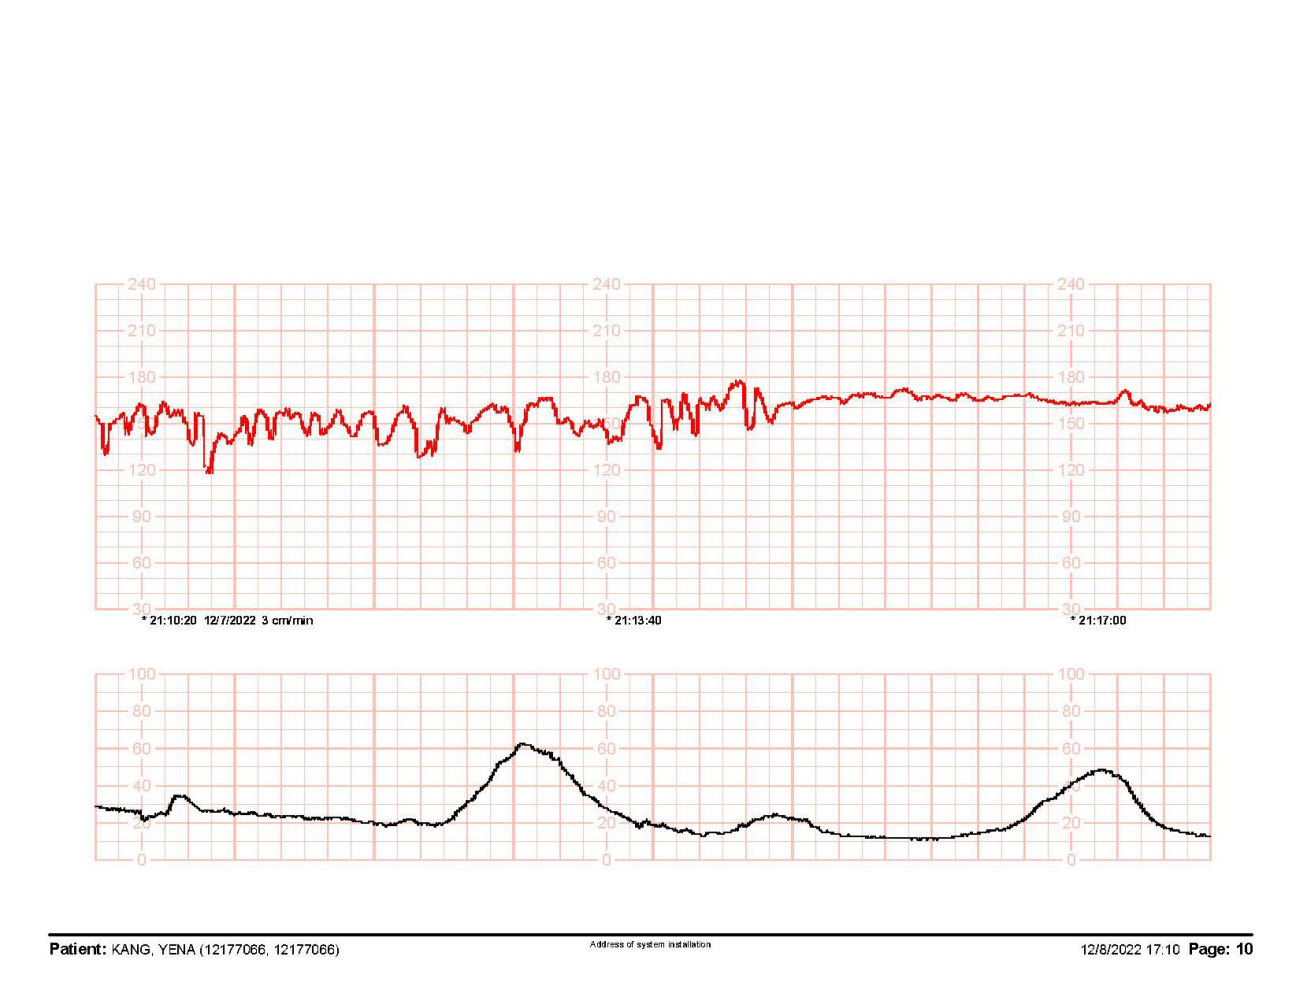 240 240 240
210 210 210
180 180 180
150 150 150
120 120 120
90 90 90
60 60 60
30 30 30
* 21:10:20 12/7/2022 3 cm/min * 21:13:40 * 21:17:00
100 100 100
80 80 80
60 60 60
40 40 40
20 20 20
0 0 0
Patient: KANG, YENA (12177066, 12177066) Address of system installation 12/8/2022 17:10 Page: 10